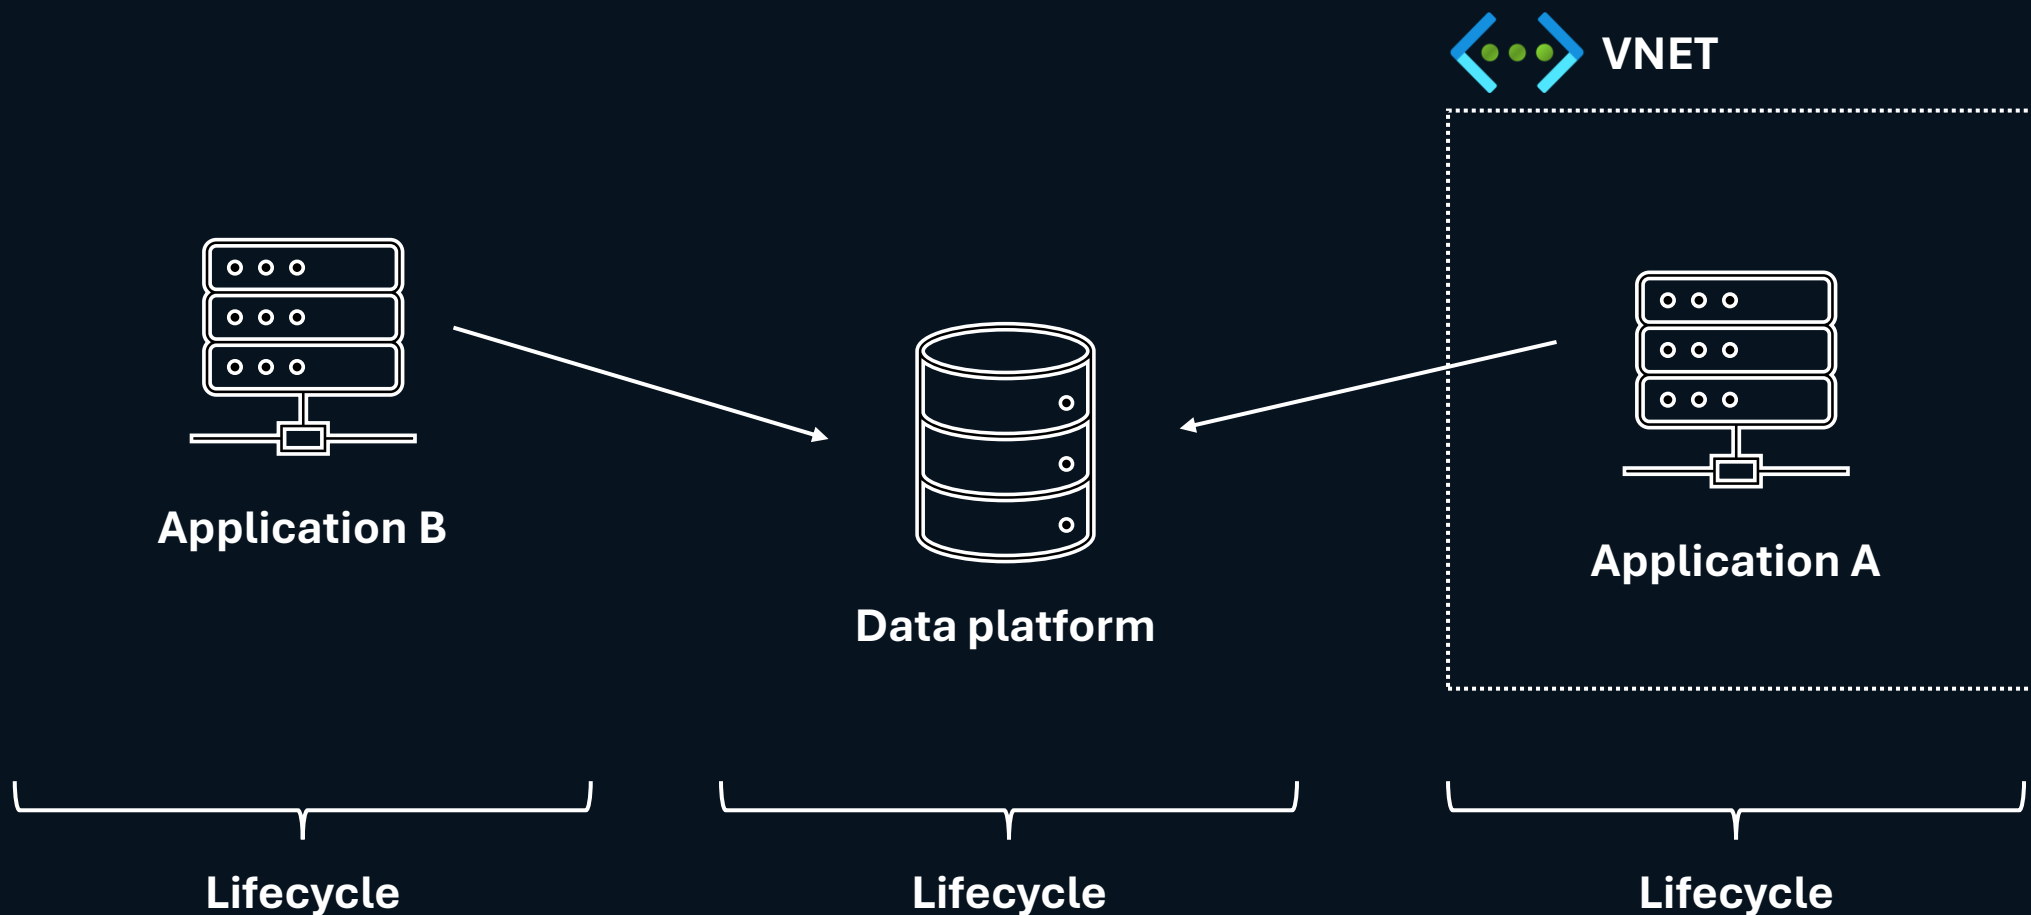 VNET
Application B
Data platform
Application A
Lifecycle
Lifecycle
Lifecycle